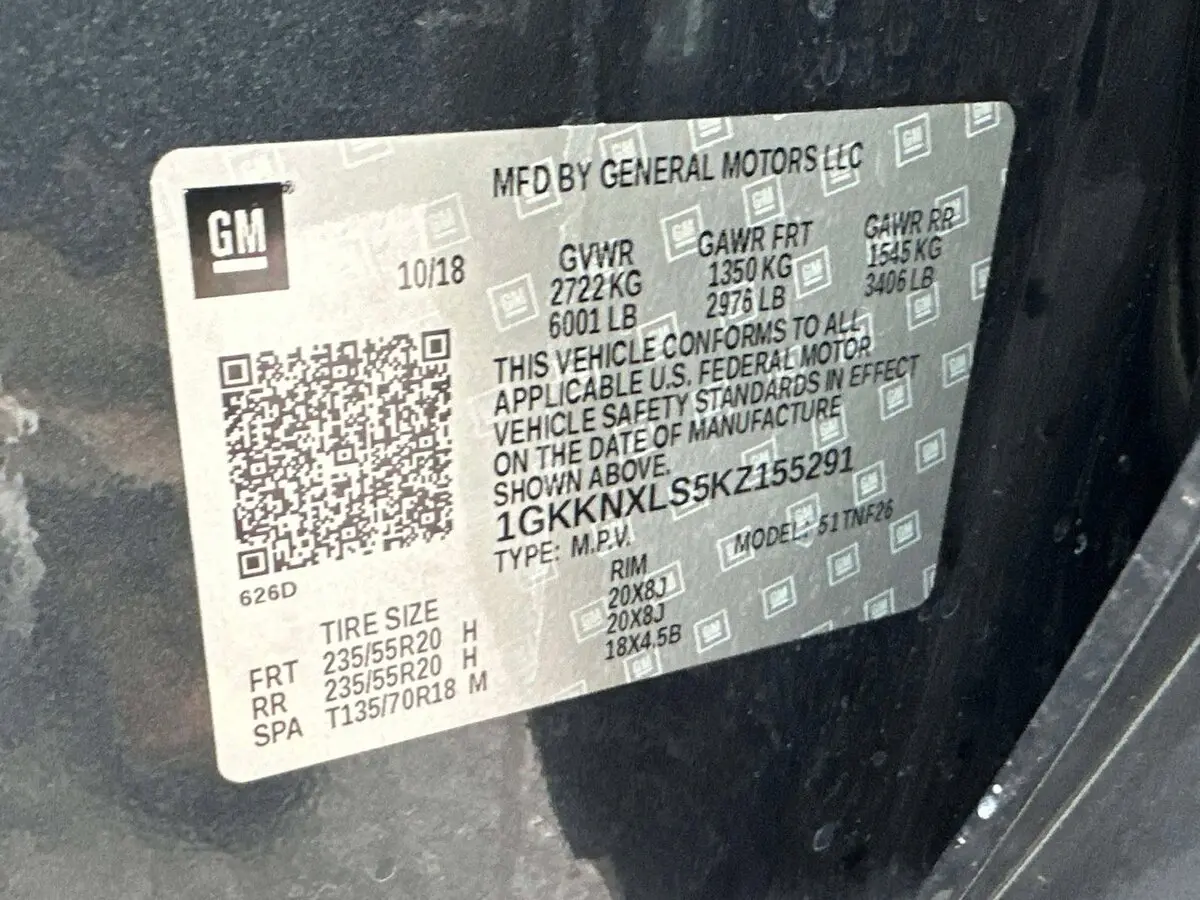 GM
MFD BY GENERAL MOTORS LLC
10/18
GVWR GAWR FRT GAWR RR
2722 KG 1350 KG 1545 KG
6001 LB 2976 LB 3406 LB
THIS VEHICLE CONFORMS TO ALL
APPLICABLE U.S. FEDERAL MOTOR
VEHICLE SAFETY STANDARDS IN EFFECT
ON THE DATE OF MANUFACTURE
SHOWN ABOVE.
1GKKNXLS5KZ155291
TYPE: M.P.V. MODEL: 51TNF26
626D
TIRE SIZE RIM
FRT 235/55R20 H 20X8J
RR 235/55R20 H 20X8J
SPA T135/70R18 M 18X4.5B